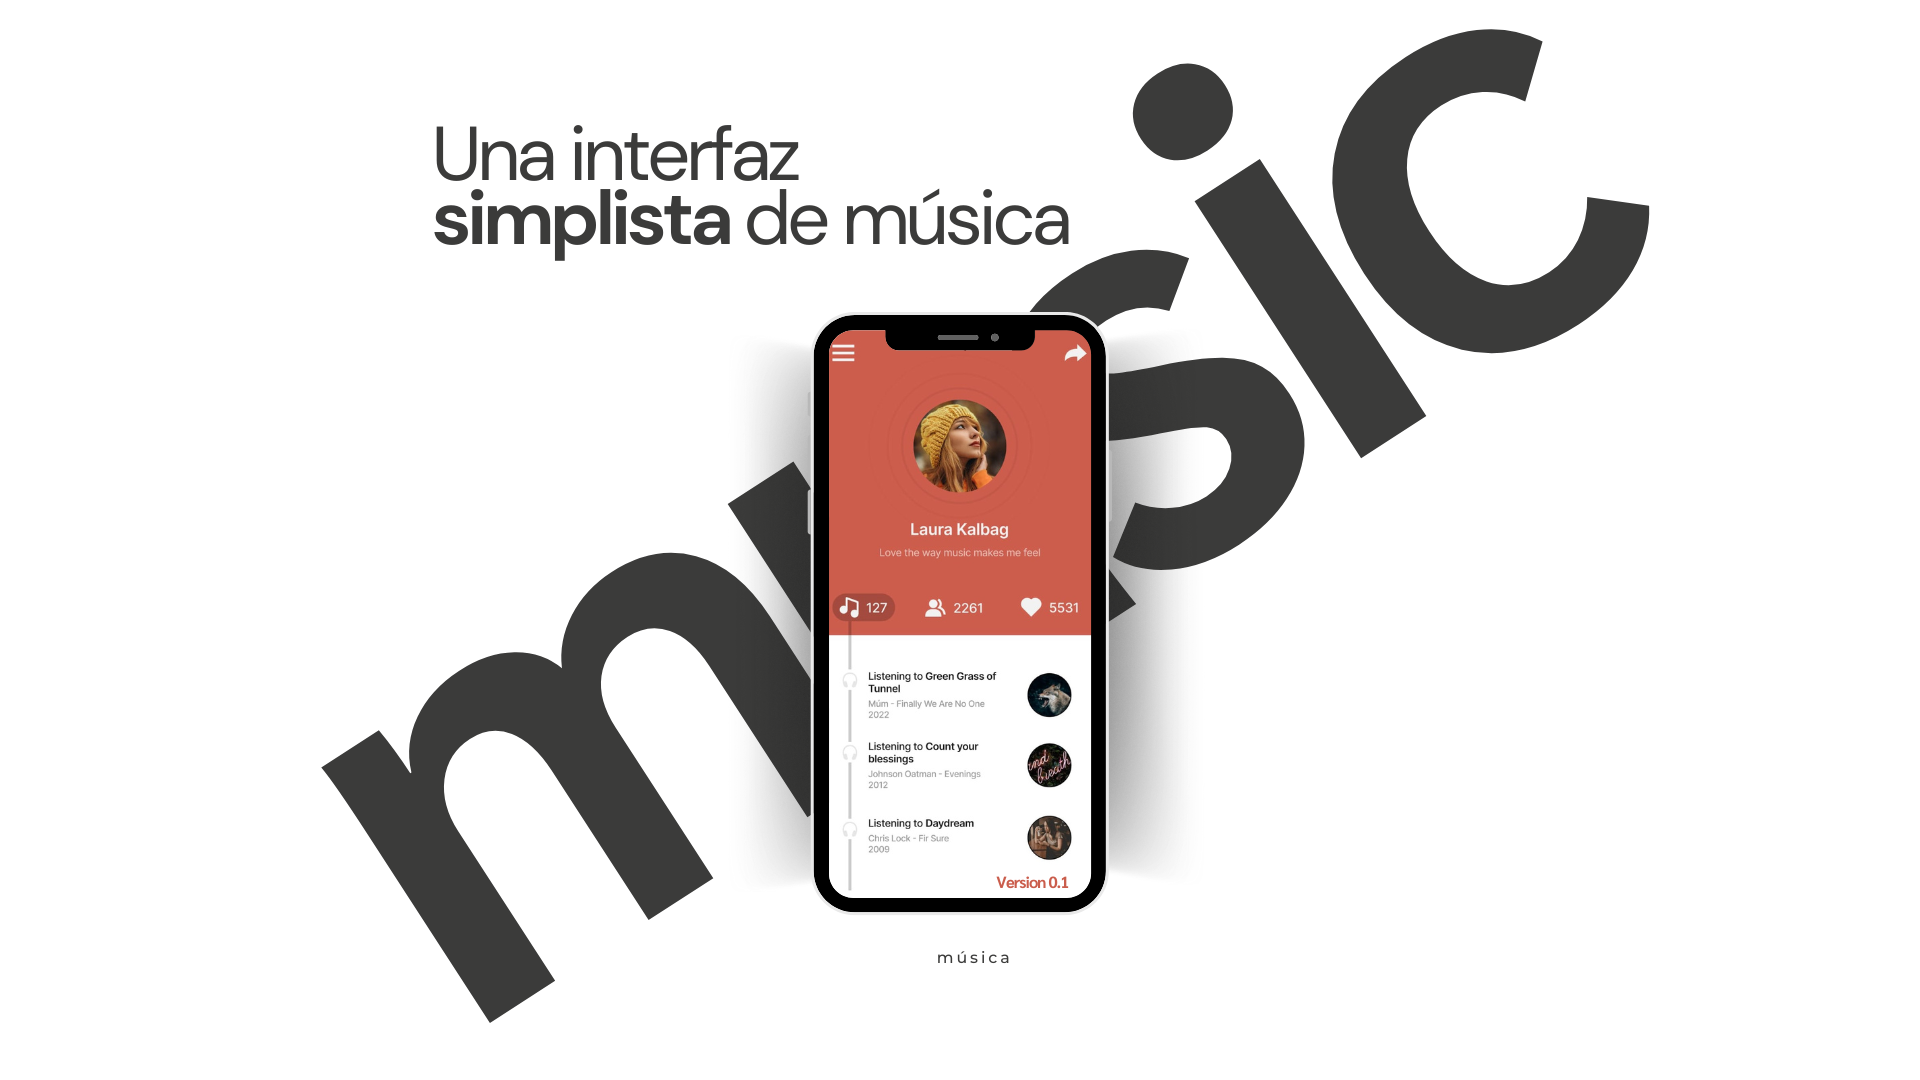 Una interfaz
simplista de música
music
Laura Kalbag
Love the way music makes me feel
127
2261
5531
Listening to Green Grass of
Tunnel
Múm - Finally We Are No One
2022
Listening to Count your
blessings
Johnson Oatman - Evenings
2012
and
breath
Listening to Daydream
Chris Lock - Fir Sure
2009
Version 0.1
música